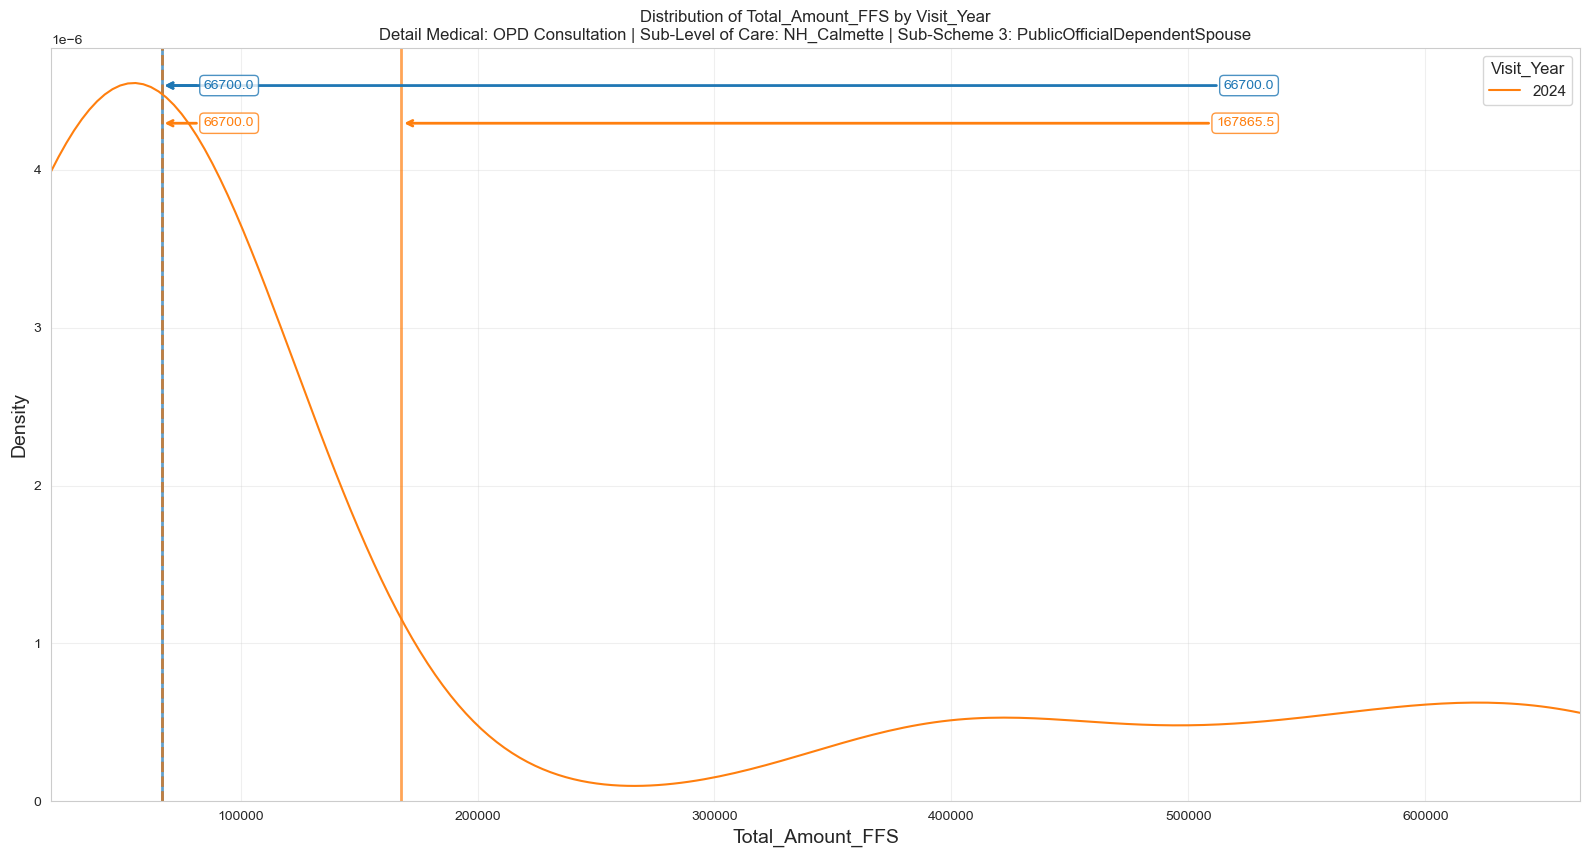 Distribution of Total_Amount_FFS by Visit_Year
Detail Medical: OPD Consultation | Sub-Level of Care: NH_Calmette | Sub-Scheme 3: PublicOfficialDependentSpouse
1e−6
Visit_Year
2024
66700.0
66700.0
66700.0
167865.5
4
3
2
1
0
Density
100000
200000
300000
400000
500000
600000
Total_Amount_FFS